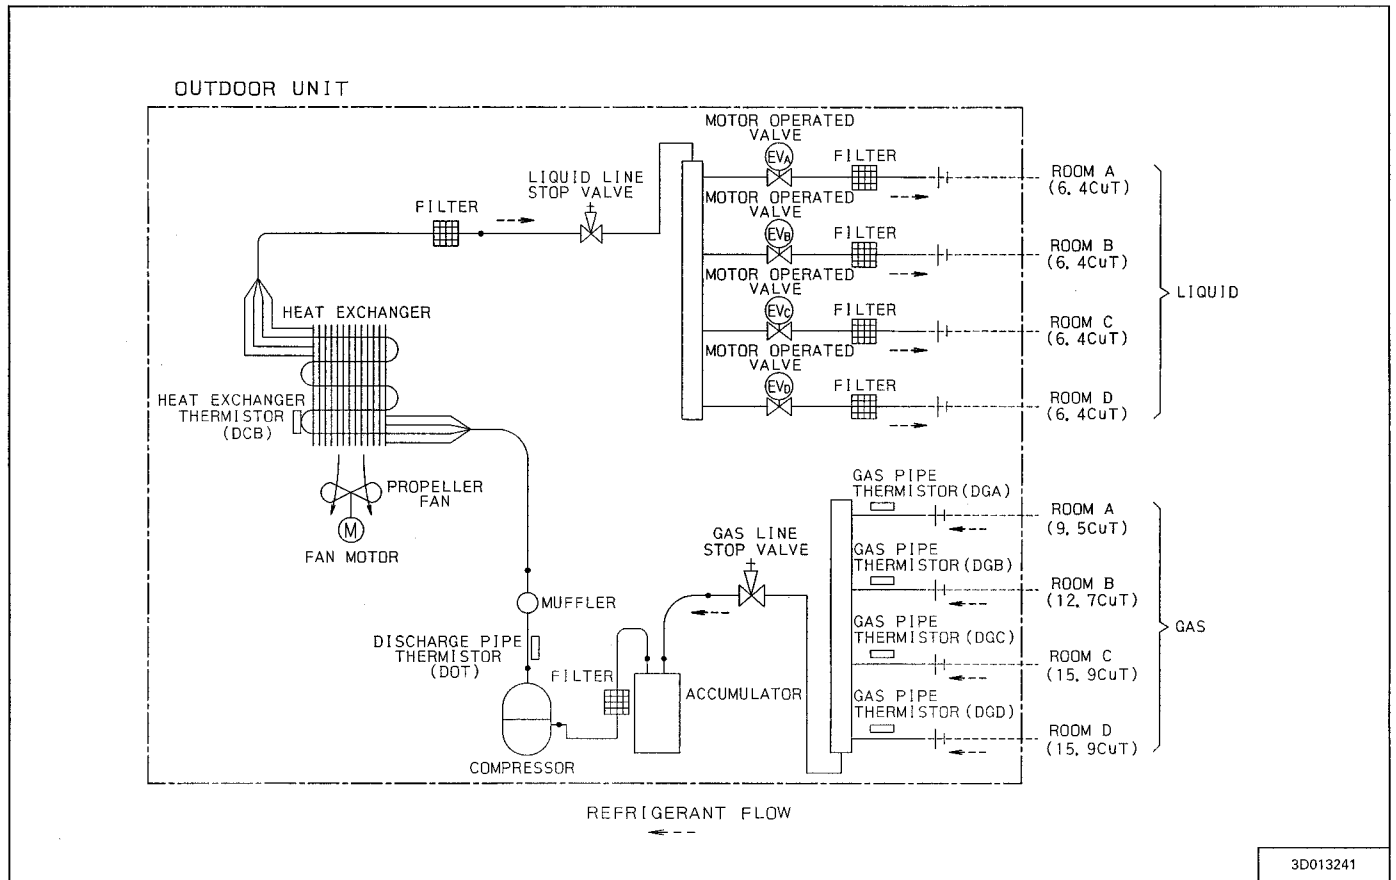 OUTDOOR UNIT
MOTOR OPERATED
VALVE
EVA
FILTER
ROOM A
(6.4CuT)
LIQUID LINE
STOP VALVE
FILTER
MOTOR OPERATED
VALVE
EVB
FILTER
ROOM B
(6.4CuT)
MOTOR OPERATED
VALVE
EVC
FILTER
ROOM C
(6.4CuT)
LIQUID
MOTOR OPERATED
VALVE
EVD
FILTER
ROOM D
(6.4CuT)
HEAT EXCHANGER
HEAT EXCHANGER
THERMISTOR
(DCB)
PROPELLER
FAN
M
FAN MOTOR
GAS PIPE
THERMISTOR(DGA)
ROOM A
(9.5CuT)
GAS LINE
STOP VALVE
GAS PIPE
THERMISTOR(DGB)
ROOM B
(12.7CuT)
MUFFLER
GAS PIPE
THERMISTOR(DGC)
ROOM C
(15.9CuT)
GAS
DISCHARGE PIPE
THERMISTOR
(DOT)
FILTER
ACCUMULATOR
GAS PIPE
THERMISTOR(DGD)
ROOM D
(15.9CuT)
COMPRESSOR
REFRIGERANT FLOW
3D013241